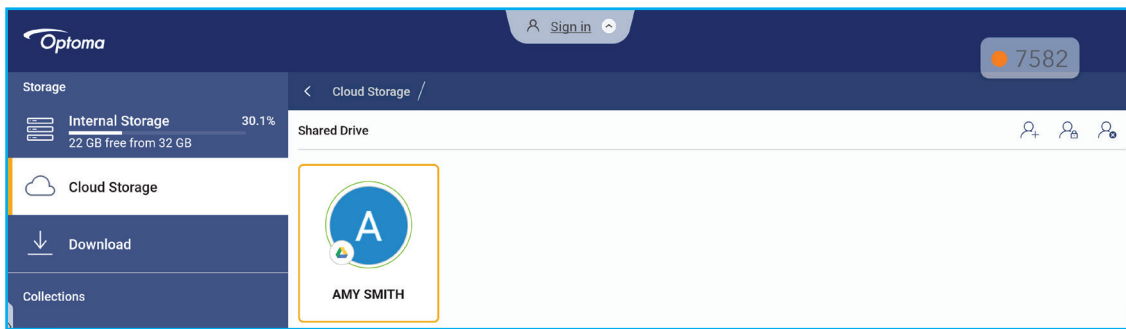 Optoma
Sign in
7582
Storage
Cloud Storage /
Internal Storage 30.1%
22 GB free from 32 GB
Shared Drive
Cloud Storage
A
Download
AMY SMITH
Collections